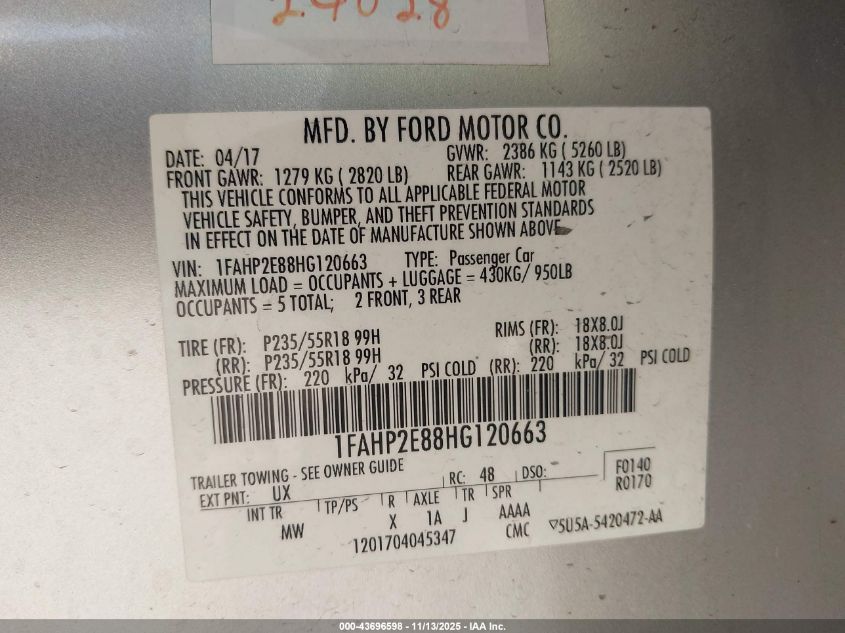 24028
MFD. BY FORD MOTOR CO.
DATE: 04/17 GVWR: 2386 KG ( 5260 LB)
FRONT GAWR: 1279 KG ( 2820 LB) REAR GAWR: 1143 KG ( 2520 LB)
THIS VEHICLE CONFORMS TO ALL APPLICABLE FEDERAL MOTOR
VEHICLE SAFETY, BUMPER, AND THEFT PREVENTION STANDARDS
IN EFFECT ON THE DATE OF MANUFACTURE SHOWN ABOVE
VIN: 1FAHP2E88HG120663 TYPE: Passenger Car
MAXIMUM LOAD = OCCUPANTS + LUGGAGE = 430KG/ 950LB
OCCUPANTS = 5 TOTAL; 2 FRONT, 3 REAR
TIRE (FR): P235/55R18 99H RIMS (FR): 18X8.0J
(RR): P235/55R18 99H (RR): 18X8.0J
PRESSURE (FR): 220 kPa/ 32 PSI COLD (RR): 220 kPa/ 32 PSI COLD
1FAHP2E88HG120663
TRAILER TOWING - SEE OWNER GUIDE
EXT PNT: UX RC: 48 DSO: F0140
R0170
INT TR TP/PS R AXLE TR SPR
MW X 1A J AAAA
1201704045347 CMC ▽5U5A-5420472-AA
000-43696598 - 11/13/2025 - IAA Inc.